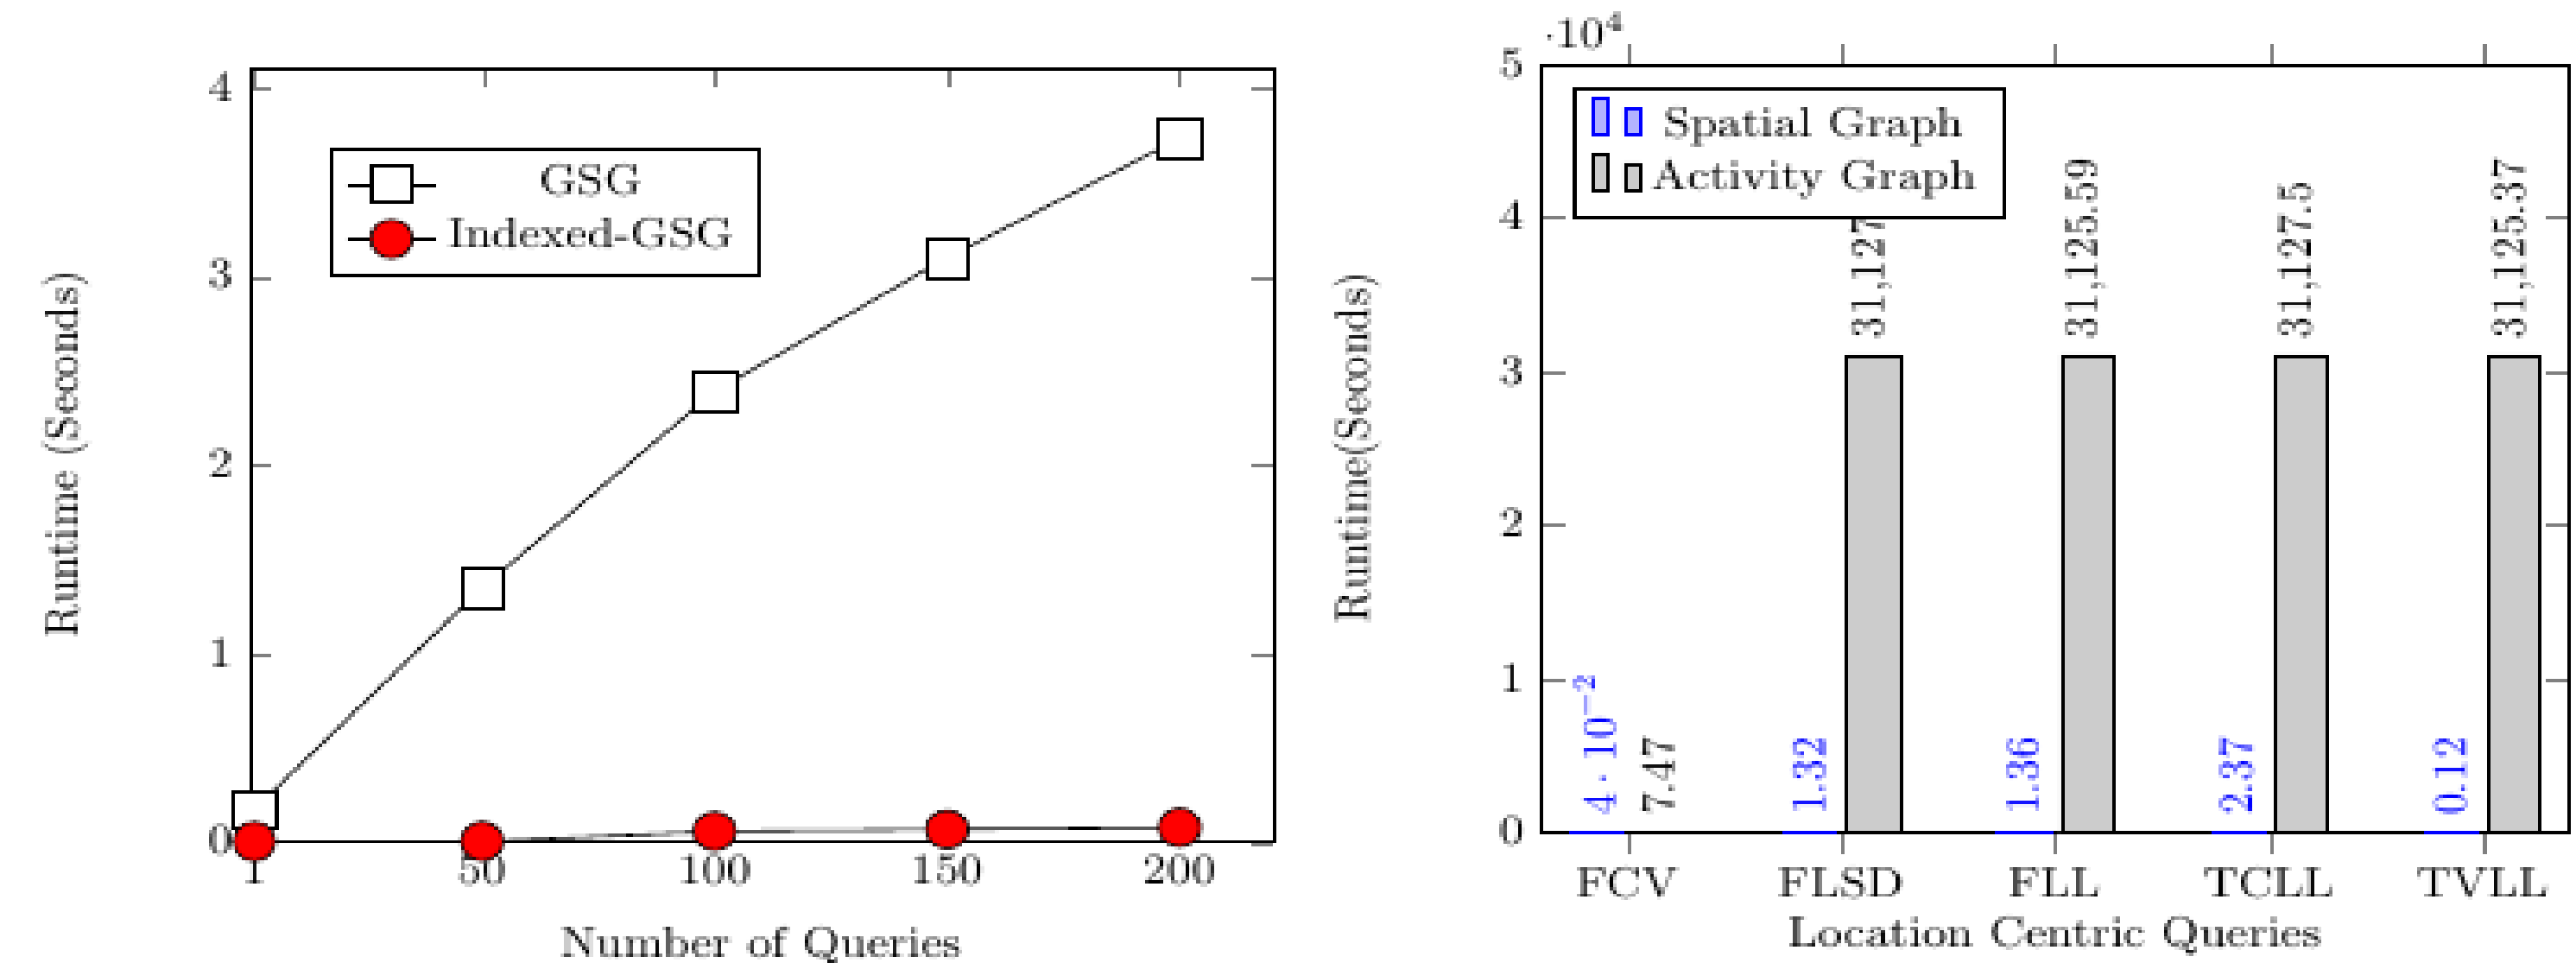 4
3
2
1
0
Runtime (Seconds)
GSG
Indexed-GSG
1 50 100 150 200
Number of Queries
·10⁴
5
4
3
2
1
0
Runtime(Seconds)
Spatial Graph
Activity Graph
4 · 10⁻²
7.47
1.32
31,127
1.36
31,125.59
2.37
31,127.5
0.12
31,125.37
FCV FLSD FLL TCLL TVLL
Location Centric Queries